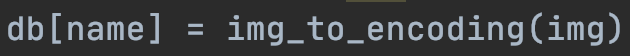 db[name] = img_to_encoding(img)